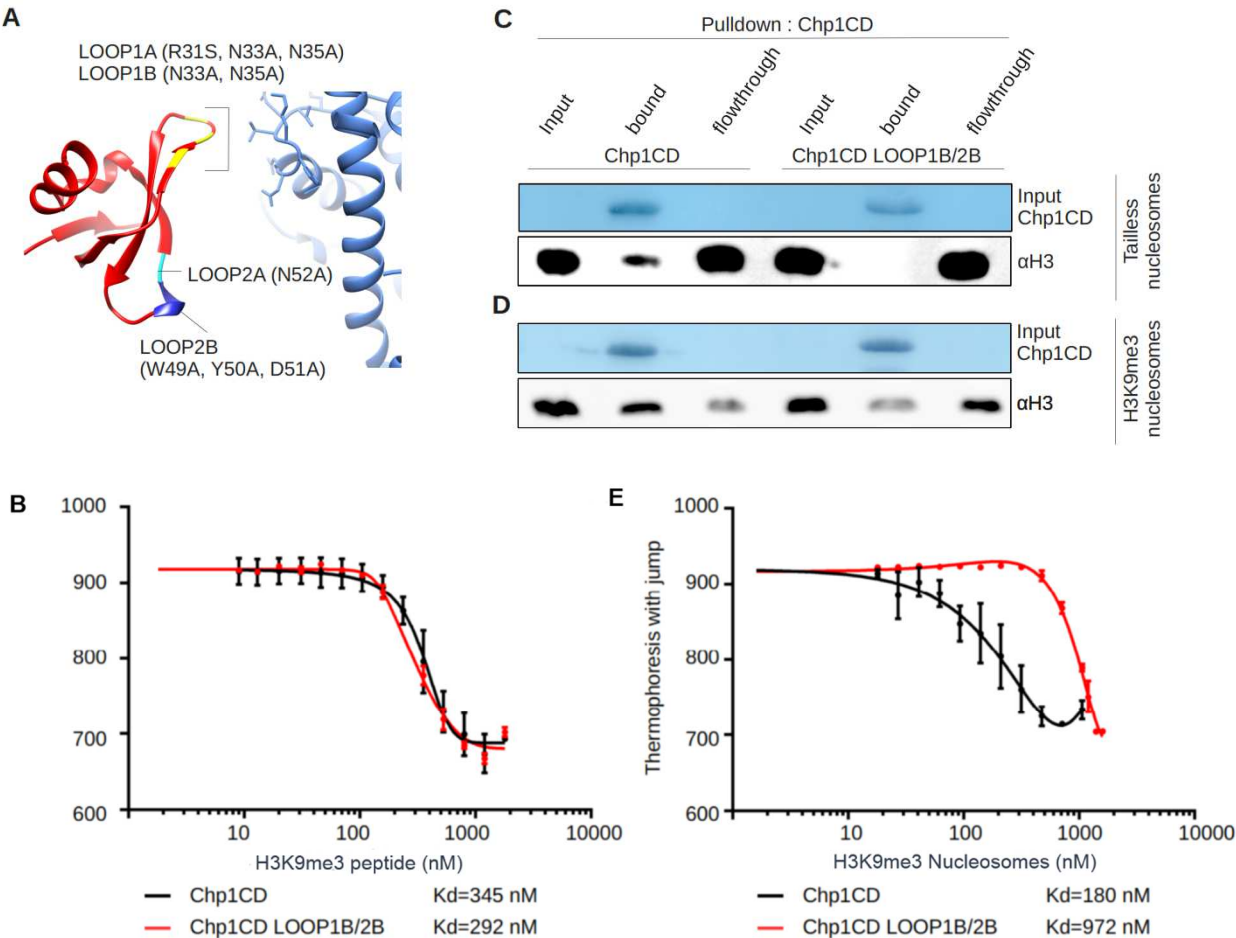 A
LOOP1A (R31S, N33A, N35A)
LOOP1B (N33A, N35A)
LOOP2A (N52A)
LOOP2B
(W49A, Y50A, D51A)
C
Pulldown : Chp1CD
Input
bound
flowthrough
Input
bound
flowthrough
Chp1CD
Chp1CD LOOP1B/2B
Input
Chp1CD
αH3
Tailless
nucleosomes
D
Input
Chp1CD
αH3
H3K9me3
nucleosomes
B
1000
900
800
700
600
10
100
1000
10000
H3K9me3 peptide (nM)
Chp1CD Kd=345 nM
Chp1CD LOOP1B/2B Kd=292 nM
E
Thermophoresis with jump
1000
900
800
700
600
10
100
1000
10000
H3K9me3 Nucleosomes (nM)
Chp1CD Kd=180 nM
Chp1CD LOOP1B/2B Kd=972 nM